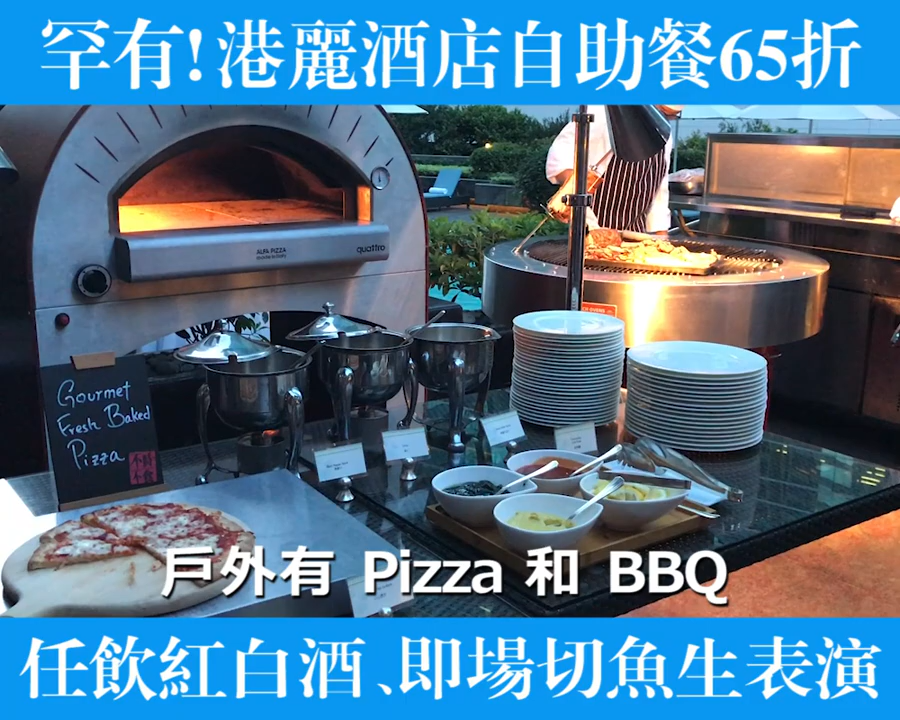 罕有!港麗酒店自助餐65折
ALFA PIZZA
quattro
Gourmet
Fresh Baked
Pizza
戶外有 Pizza 和 BBQ
任飲紅白酒、即場切魚生表演